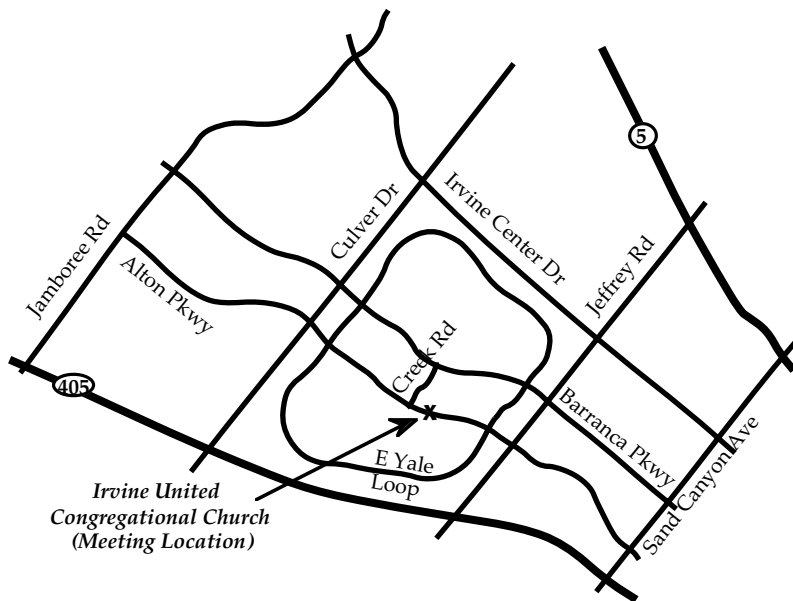 5
Irvine Center Dr
Culver Dr
Jeffrey Rd
Jamboree Rd
Alton Pkwy
Creek Rd
405
x
Barranca Pkwy
Sand Canyon Ave
E Yale
Loop
Irvine United
Congregational Church
(Meeting Location)